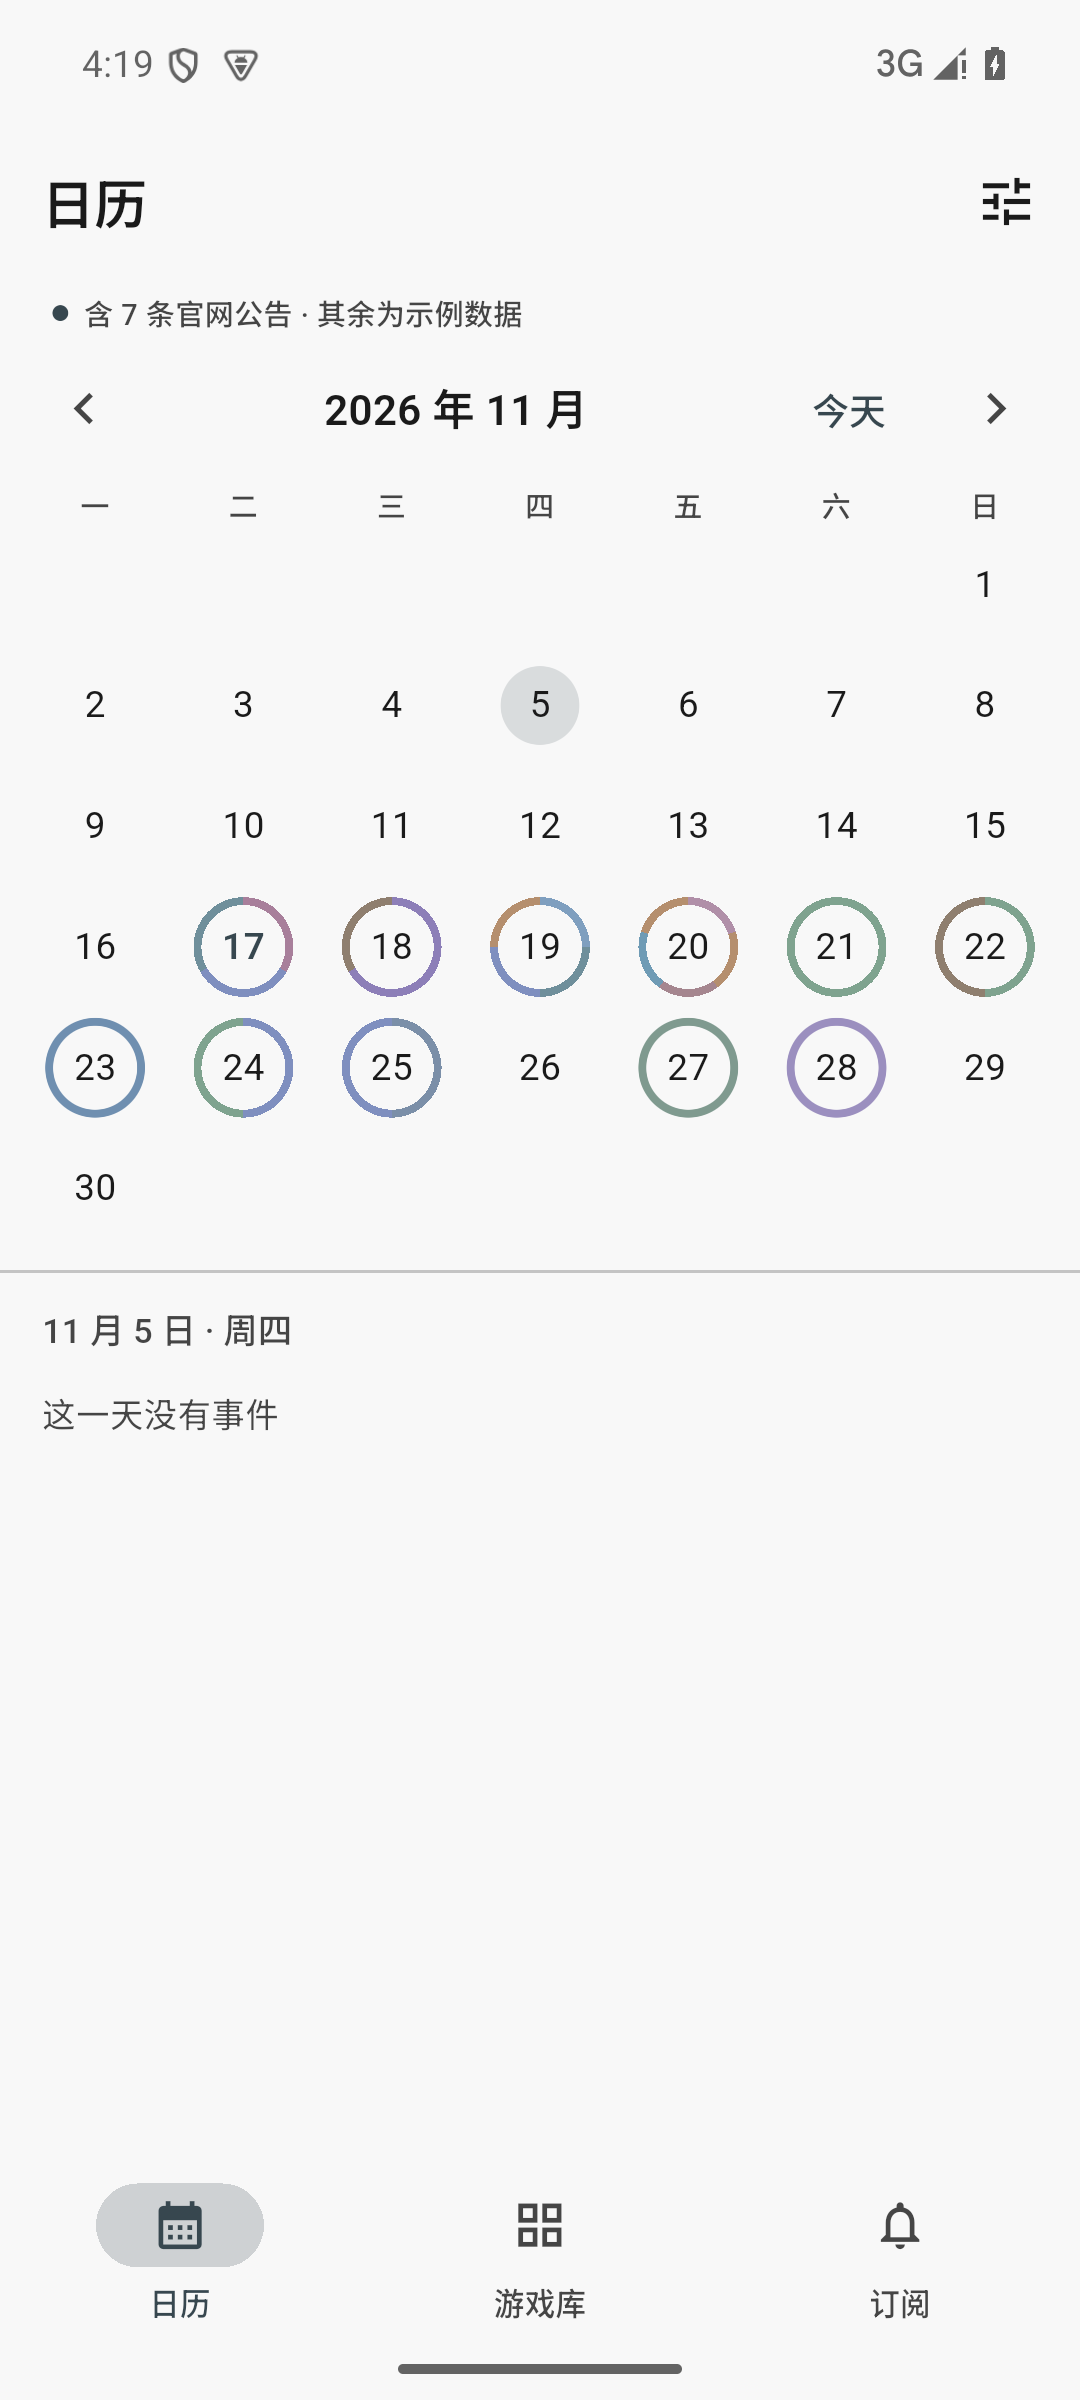 4:19
3G
日历
含 7 条官网公告 · 其余为示例数据
2026 年 11 月
今天
一 二 三 四 五 六 日
1
2 3 4 5 6 7 8
9 10 11 12 13 14 15
16 17 18 19 20 21 22
23 24 25 26 27 28 29
30
11 月 5 日 · 周四
这一天没有事件
日历 游戏库 订阅